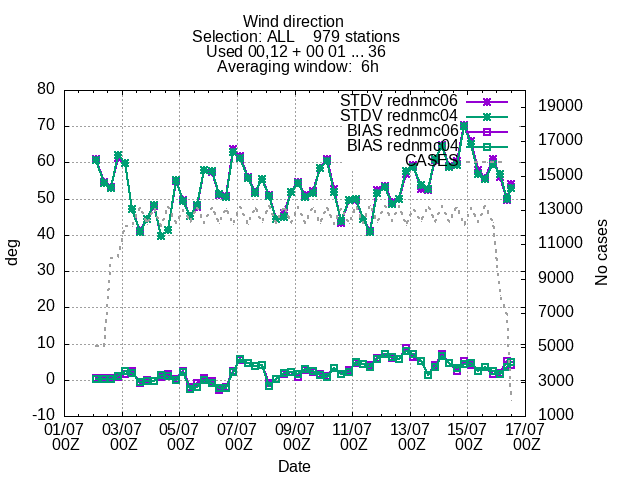 Wind direction
Selection: ALL    979 stations
Used 00,12 + 00 01 ... 36
Averaging window:  6h
STDV rednmc06
STDV rednmc04
BIAS rednmc06
BIAS rednmc04
CASES
80
70
60
50
40
30
20
10
0
-10
deg
19000
17000
15000
13000
11000
9000
7000
5000
3000
1000
No cases
01/07 03/07 05/07 07/07 09/07 11/07 13/07 15/07 17/07
00Z 00Z 00Z 00Z 00Z 00Z 00Z 00Z 00Z
Date